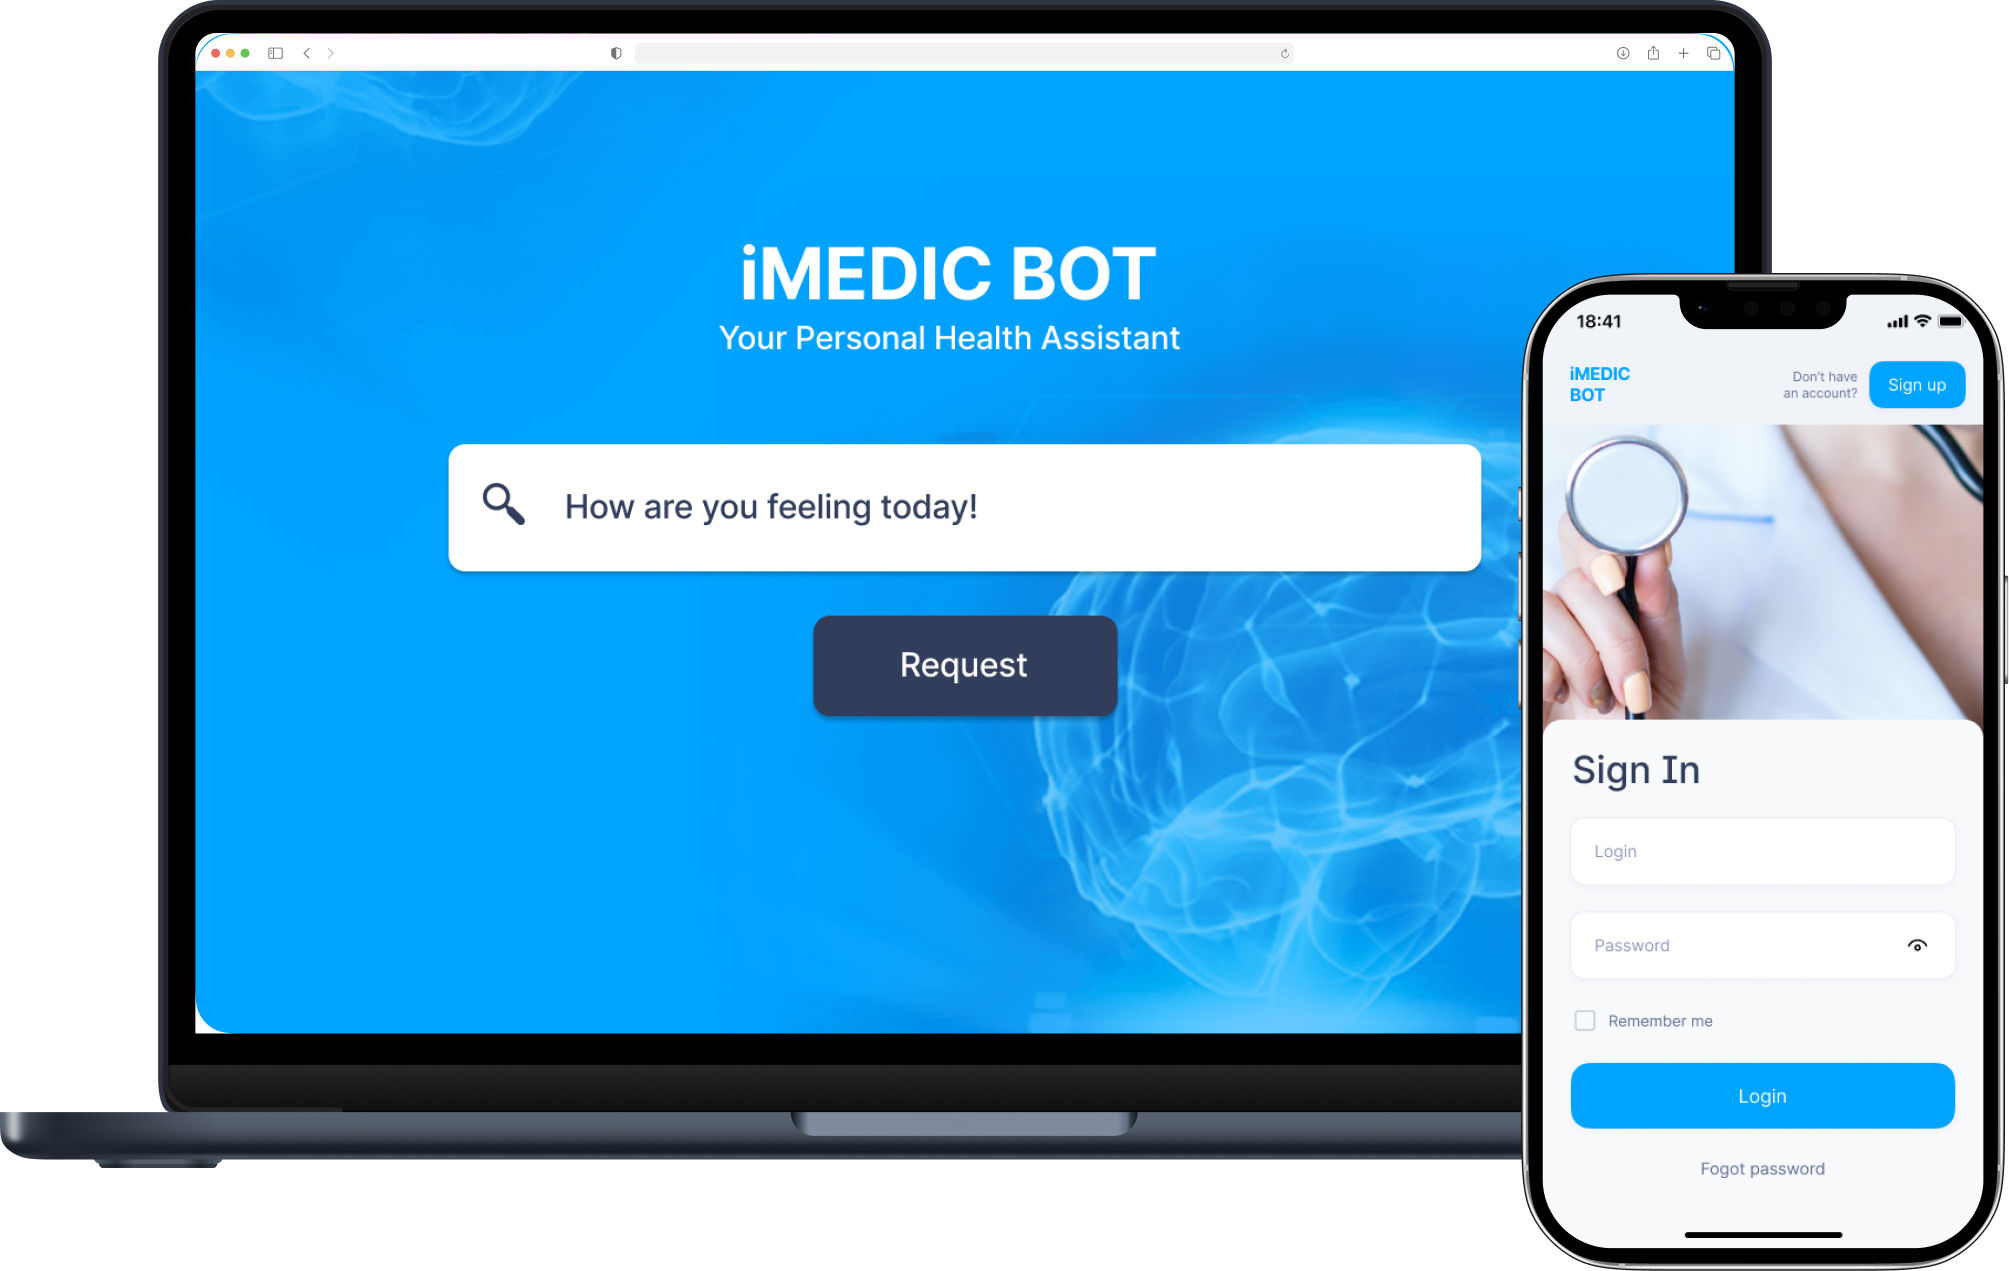 iMEDIC BOT
Your Personal Health Assistant
How are you feeling today!
Request
18:41
iMEDIC
BOT
Don't have
an account?
Sign up
Sign In
Login
Password
Remember me
Login
Fogot password